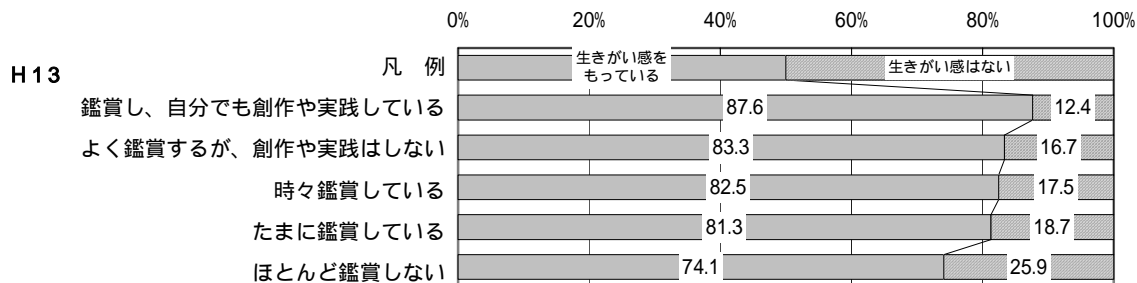 0% 20% 40% 60% 80% 100%
H13
凡 例 生きがい感を
もっている 生きがい感はない
鑑賞し、自分でも創作や実践している 87.6 12.4
よく鑑賞するが、創作や実践はしない 83.3 16.7
時々鑑賞している 82.5 17.5
たまに鑑賞している 81.3 18.7
ほとんど鑑賞しない 74.1 25.9